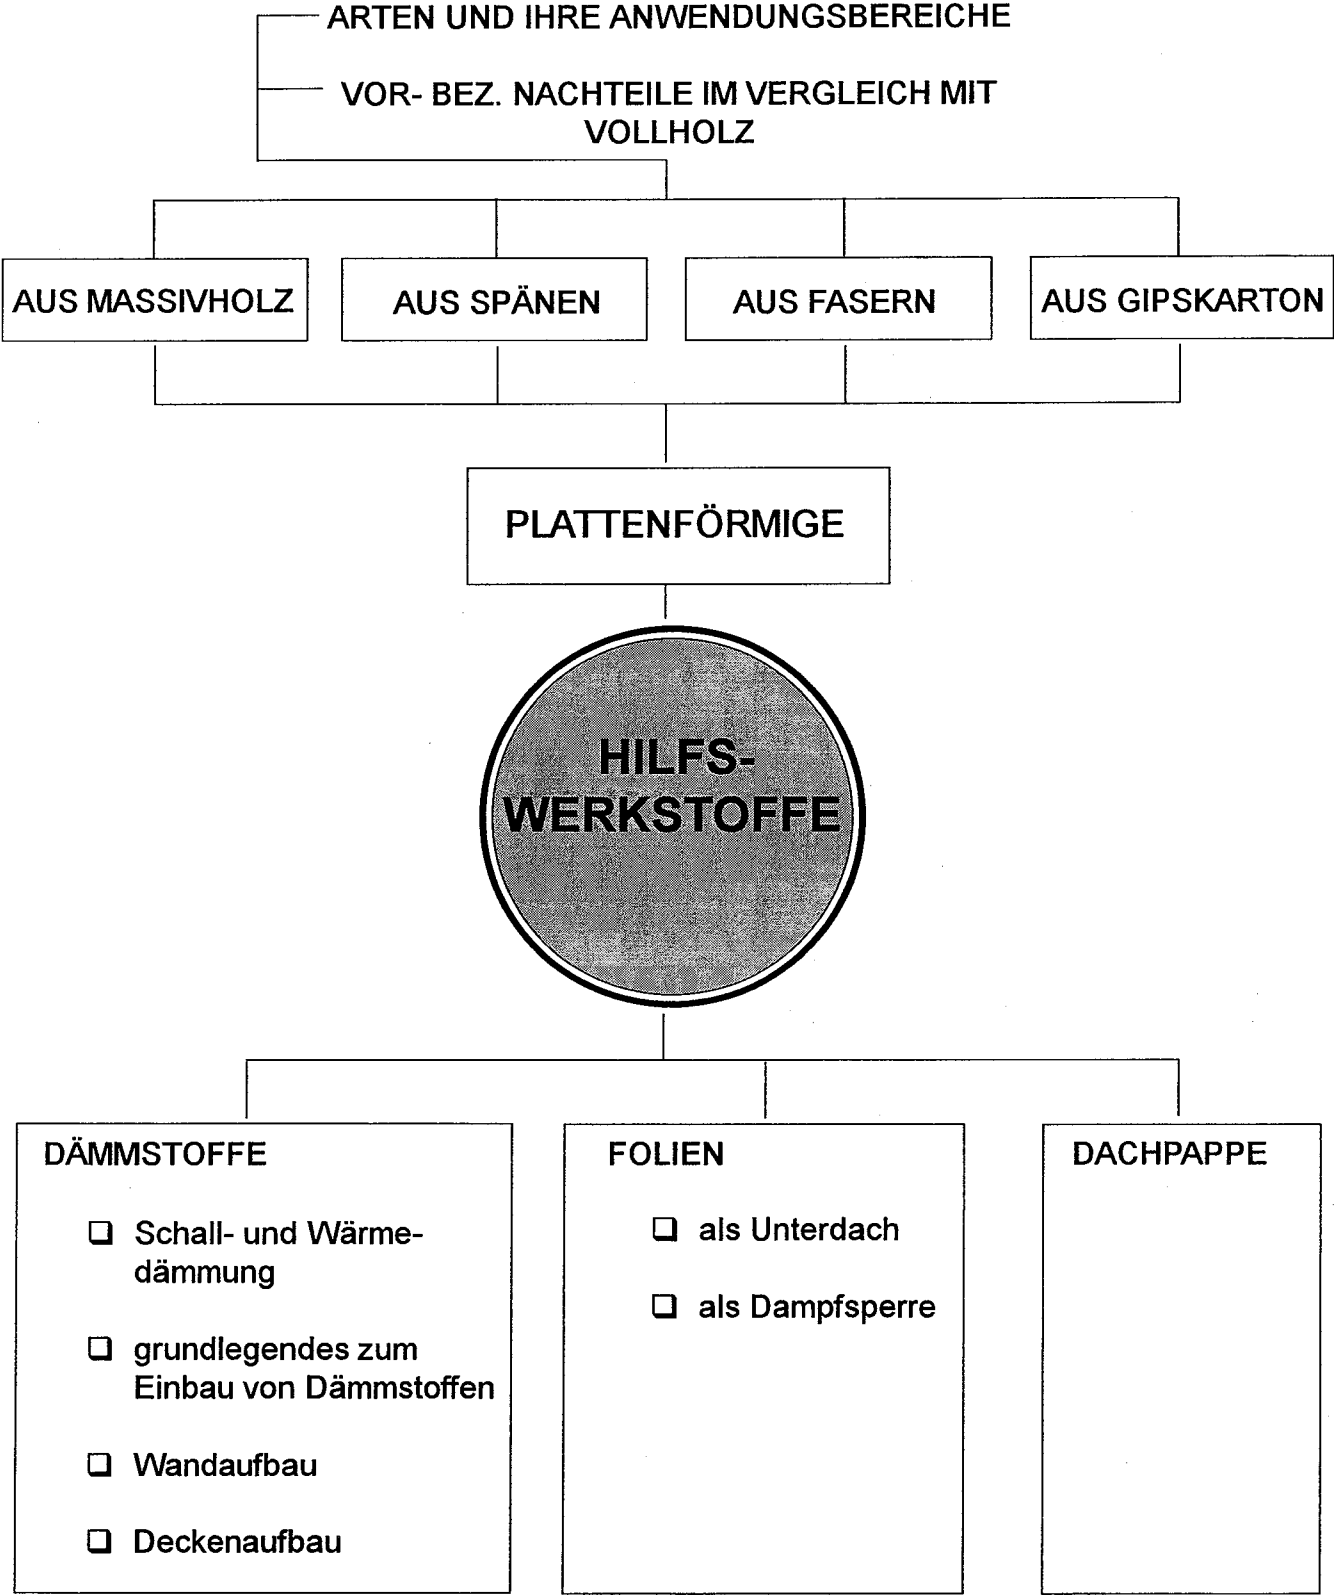 ARTEN UND IHRE ANWENDUNGSBEREICHE
VOR- BEZ. NACHTEILE IM VERGLEICH MIT
VOLLHOLZ
AUS MASSIVHOLZ
AUS SPÄNEN
AUS FASERN
AUS GIPSKARTON
PLATTENFÖRMIGE
HILFS-
WERKSTOFFE
DÄMMSTOFFE
❑ Schall- und Wärme-
dämmung
❑ grundlegendes zum
Einbau von Dämmstoffen
❑ Wandaufbau
❑ Deckenaufbau
FOLIEN
❑ als Unterdach
❑ als Dampfsperre
DACHPAPPE